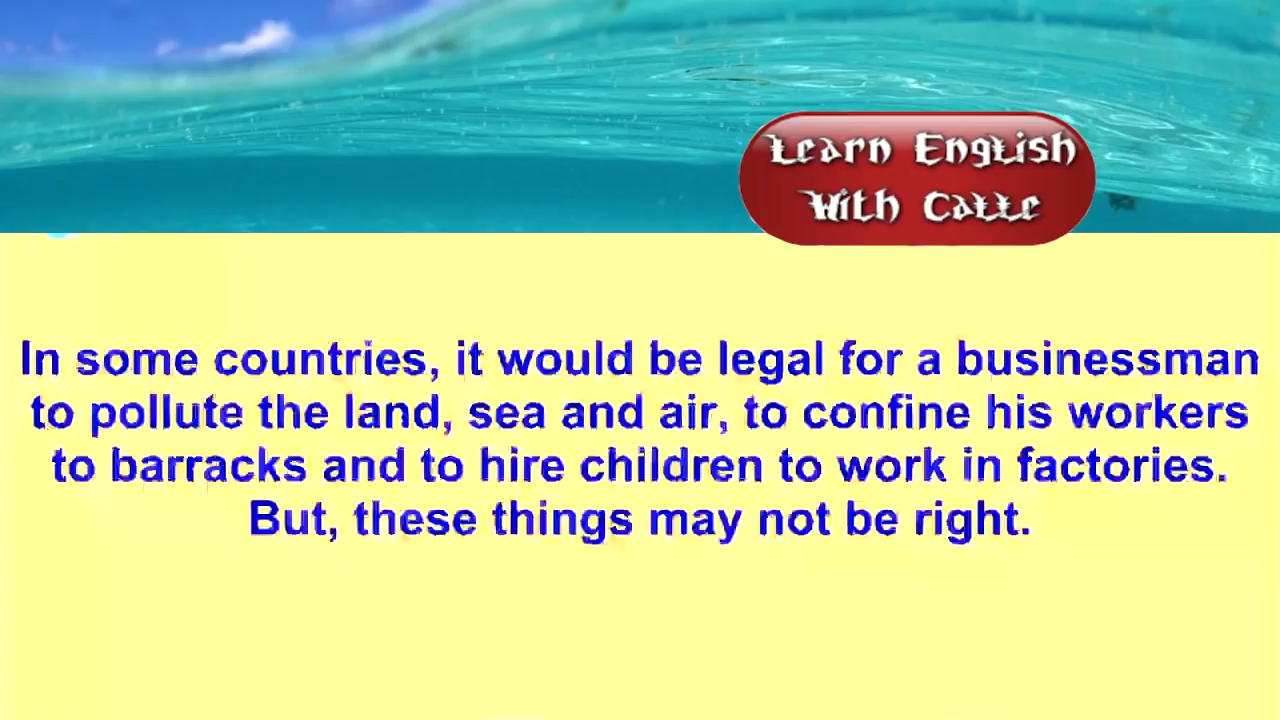 Learn English
With Catte
In some countries, it would be legal for a businessman
to pollute the land, sea and air, to confine his workers
to barracks and to hire children to work in factories.
But, these things may not be right.